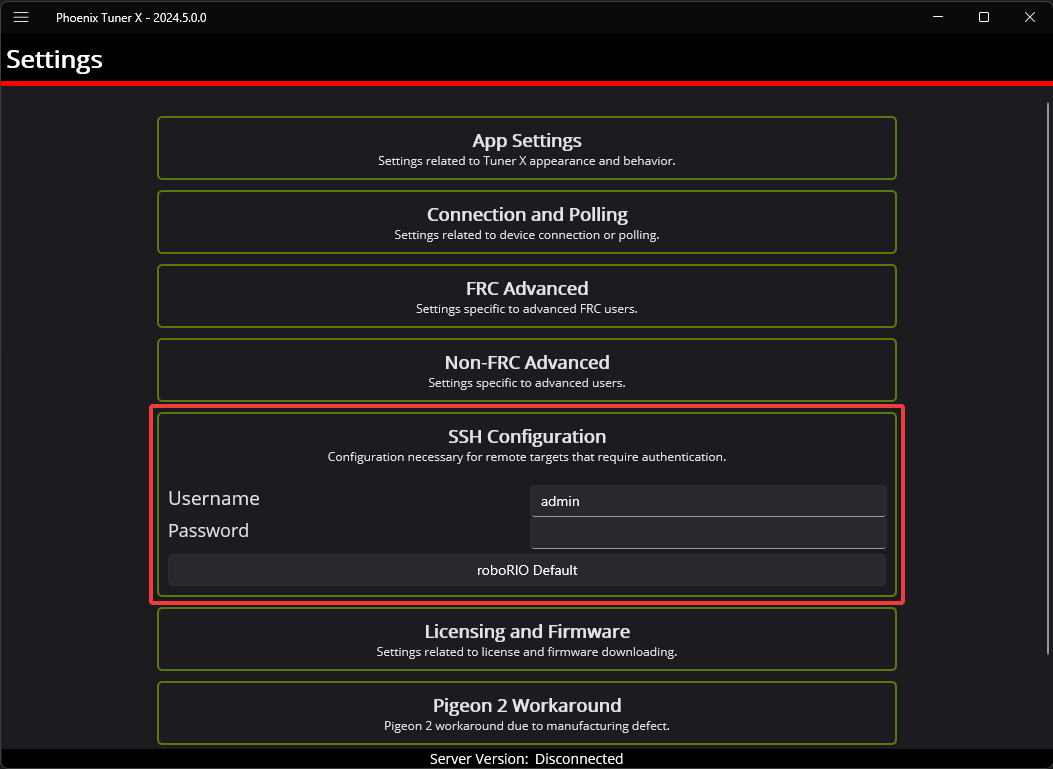 Phoenix Tuner X - 2024.5.0.0
Settings
App Settings
Settings related to Tuner X appearance and behavior.
Connection and Polling
Settings related to device connection or polling.
FRC Advanced
Settings specific to advanced FRC users.
Non-FRC Advanced
Settings specific to advanced users.
SSH Configuration
Configuration necessary for remote targets that require authentication.
Username admin
Password
roboRIO Default
Licensing and Firmware
Settings related to license and firmware downloading.
Pigeon 2 Workaround
Pigeon 2 workaround due to manufacturing defect.
Server Version: Disconnected